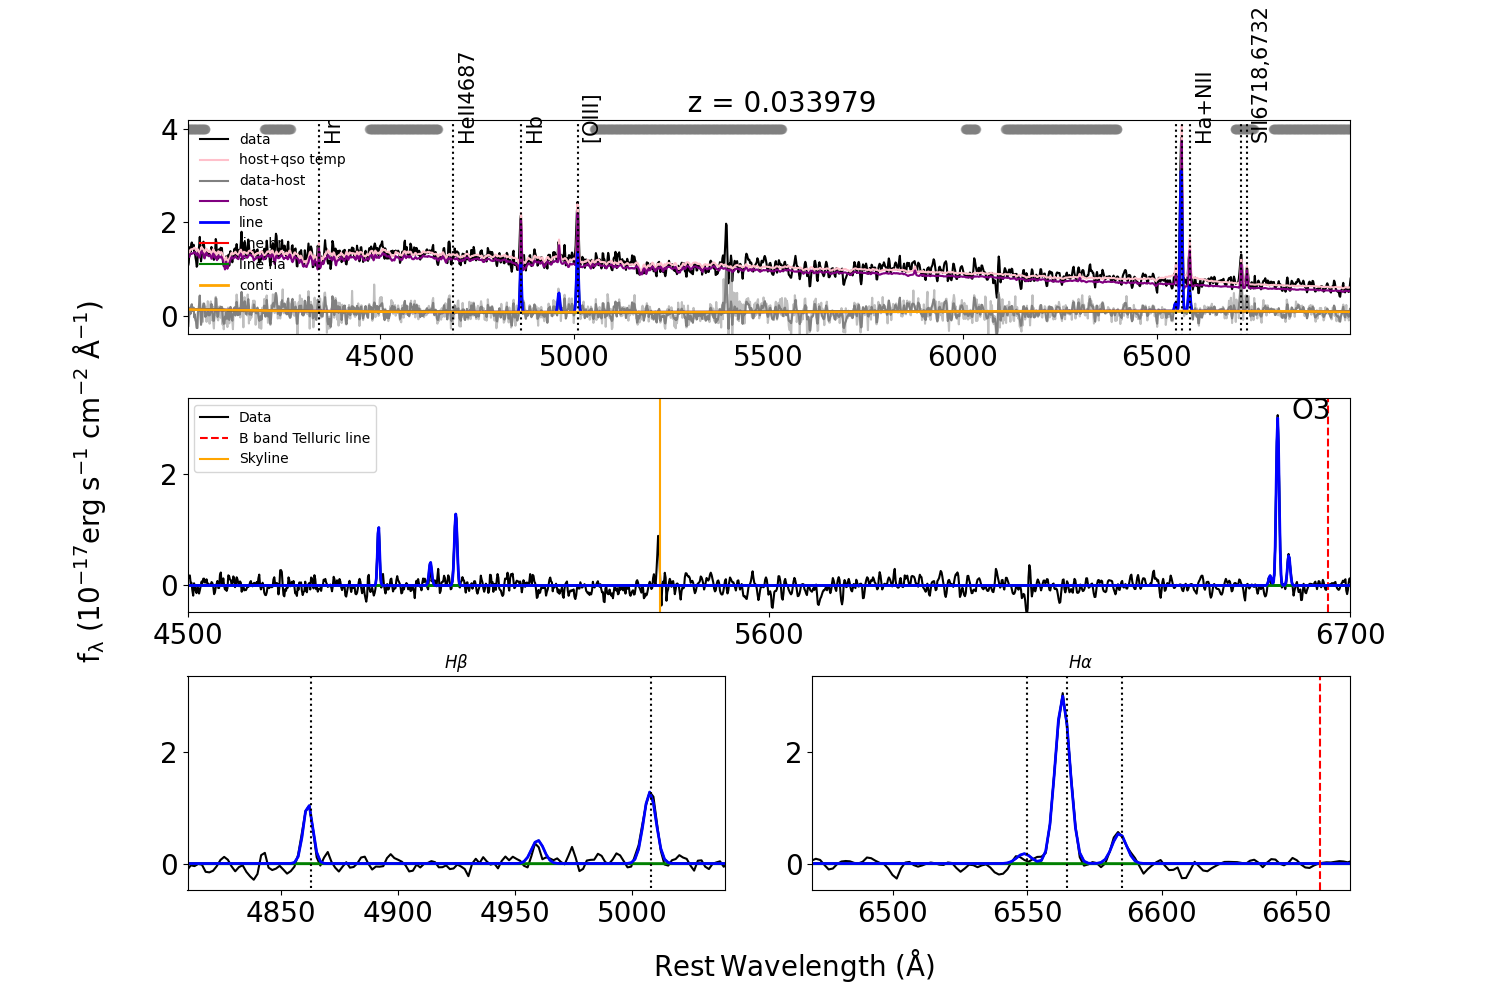 z = 0.033979
Hr
HeII4687
Hb
[OIII]
Ha+NII
SII6718,6732
4
2
0
data
host+qso temp
data-host
host
line
line na
conti
4500 5000 5500 6000 6500
fλ (10⁻¹⁷erg s⁻¹ cm⁻² Å⁻¹)
2
0
Data
B band Telluric line
Skyline
O3
4500 5600 6700
Hβ
2
0
4850 4900 4950 5000
Hα
2
0
6500 6550 6600 6650
Rest Wavelength (Å)